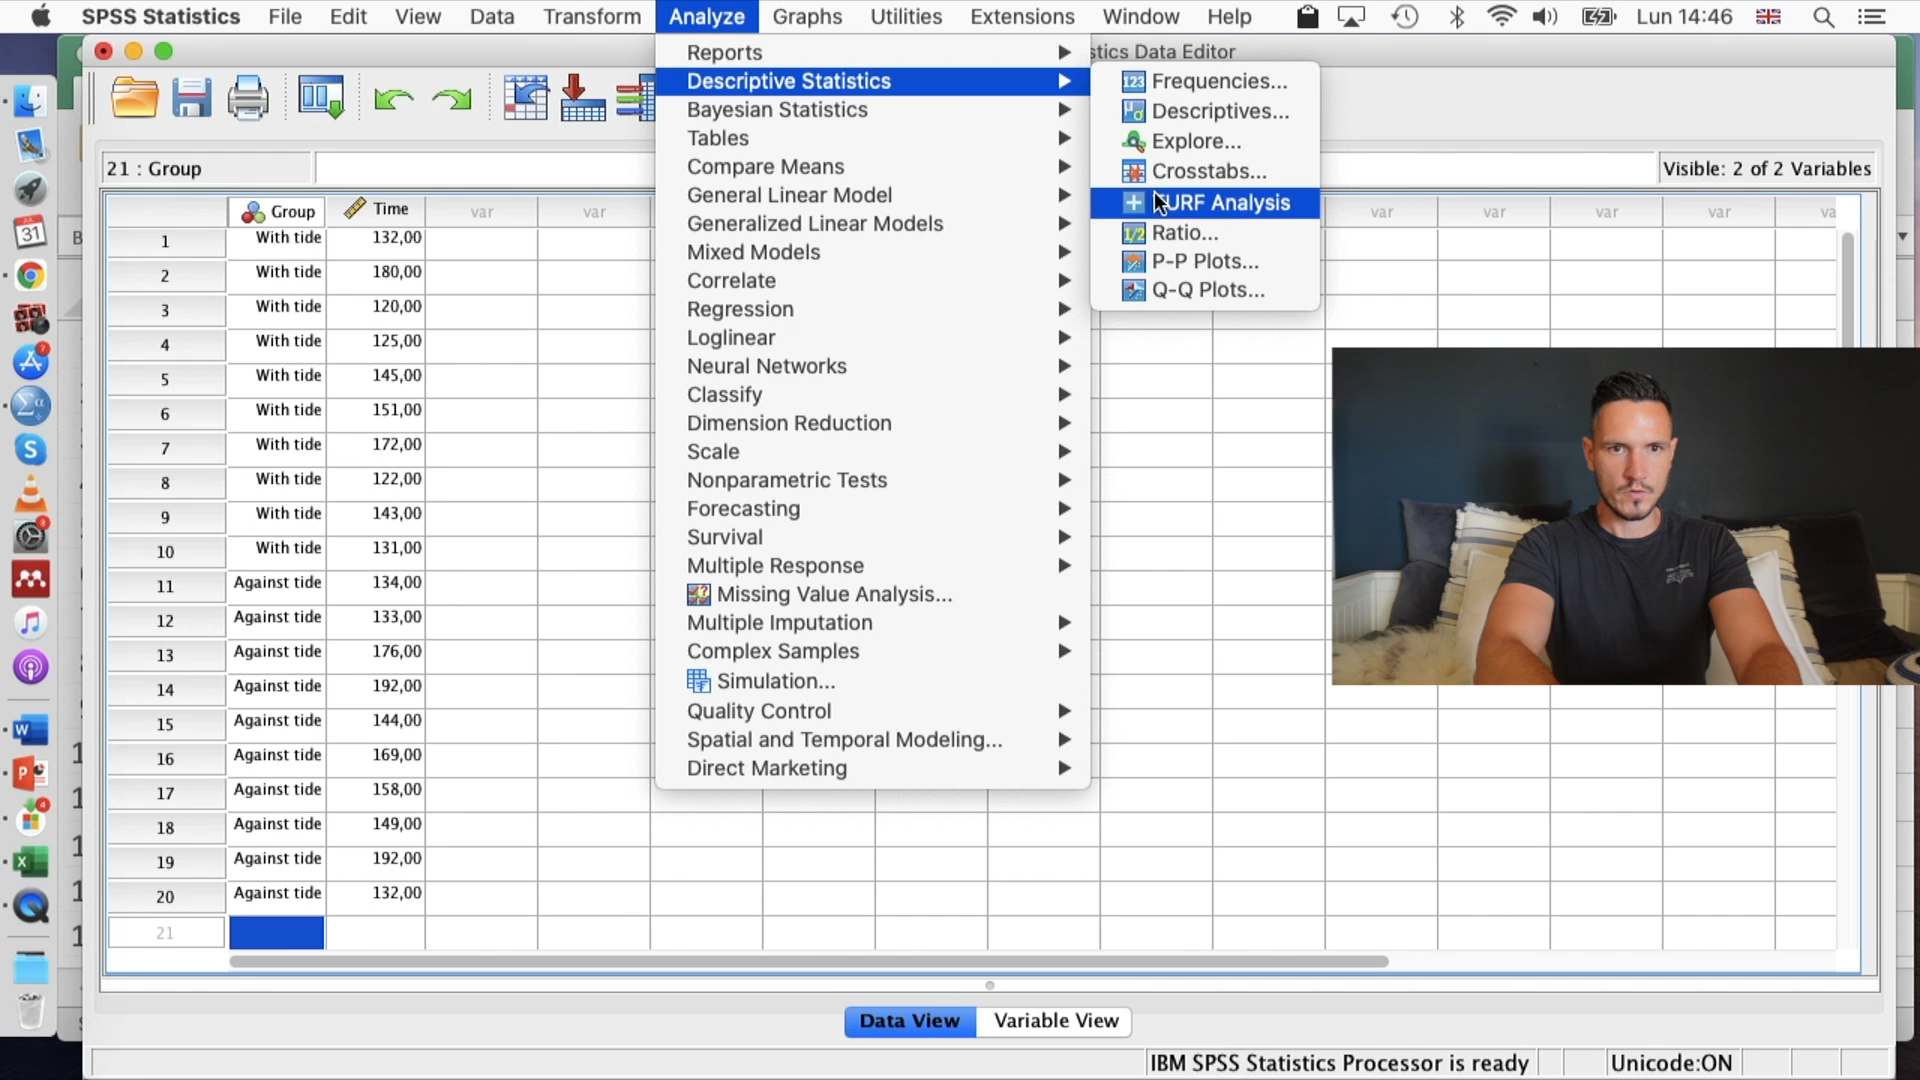 SPSS Statistics File Edit View Data Transform Analyze Graphs Utilities Extensions Window Help Lun 14:46
stics Data Editor
Reports
Descriptive Statistics
Bayesian Statistics
Tables
Compare Means
General Linear Model
Generalized Linear Models
Mixed Models
Correlate
Regression
Loglinear
Neural Networks
Classify
Dimension Reduction
Scale
Nonparametric Tests
Forecasting
Survival
Multiple Response
Missing Value Analysis...
Multiple Imputation
Complex Samples
Simulation...
Quality Control
Spatial and Temporal Modeling...
Direct Marketing
123 Frequencies...
Descriptives...
Explore...
Crosstabs...
URF Analysis
1/2 Ratio...
P-P Plots...
Q-Q Plots...
21 : Group Visible: 2 of 2 Variables
Group Time var var var var var var va
1 With tide 132,00
2 With tide 180,00
3 With tide 120,00
4 With tide 125,00
5 With tide 145,00
6 With tide 151,00
7 With tide 172,00
8 With tide 122,00
9 With tide 143,00
10 With tide 131,00
11 Against tide 134,00
12 Against tide 133,00
13 Against tide 176,00
14 Against tide 192,00
15 Against tide 144,00
16 Against tide 169,00
17 Against tide 158,00
18 Against tide 149,00
19 Against tide 192,00
20 Against tide 132,00
21
Data View Variable View
IBM SPSS Statistics Processor is ready Unicode:ON